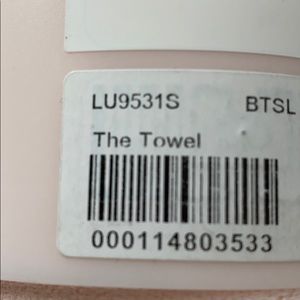 LU9531S BTSL
The Towel
000114803533